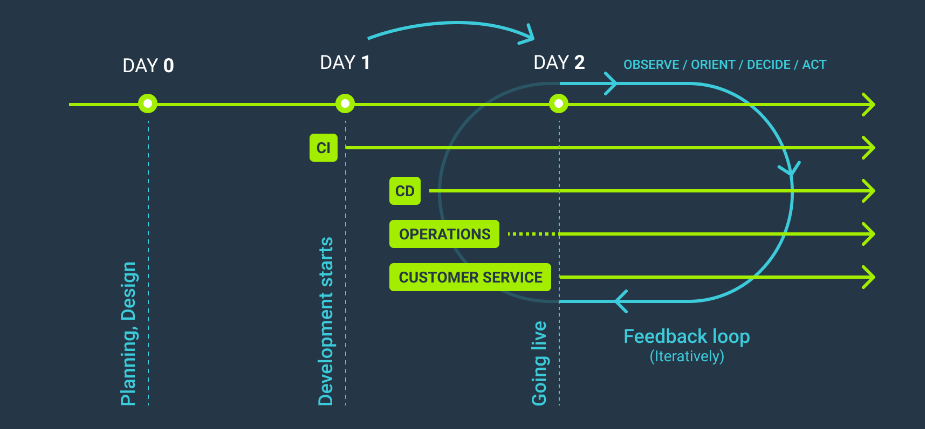 DAY 0
DAY 1
DAY 2
OBSERVE / ORIENT / DECIDE / ACT
CI
CD
OPERATIONS
CUSTOMER SERVICE
Planning, Design
Development starts
Going live
Feedback loop
(Iteratively)